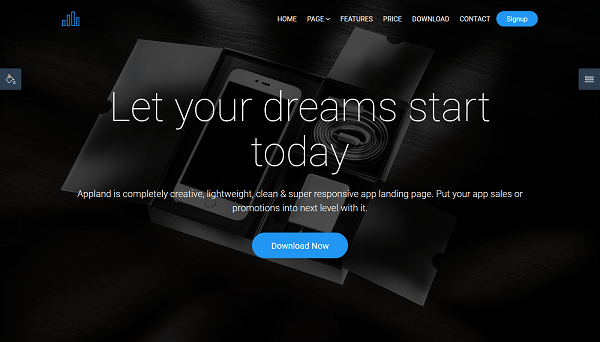 HOME PAGE FEATURES PRICE DOWNLOAD CONTACT Signup
Let your dreams start
today
Appland is completely creative, lightweight, clean & super responsive app landing page. Put your app sales or
promotions into next level with it.
Download Now